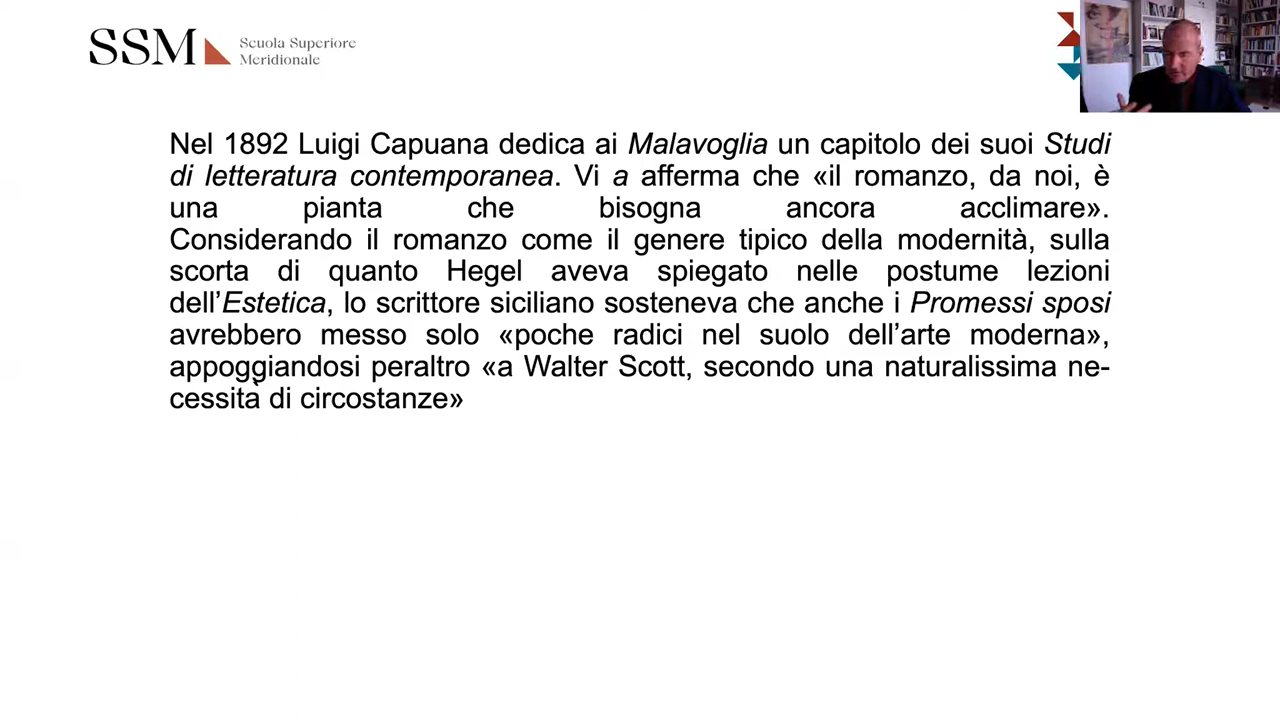 SSM Scuola Superiore
Meridionale
Nel 1892 Luigi Capuana dedica ai Malavoglia un capitolo dei suoi Studi
di letteratura contemporanea. Vi a afferma che «il romanzo, da noi, è
una pianta che bisogna ancora acclimare».
Considerando il romanzo come il genere tipico della modernità, sulla
scorta di quanto Hegel aveva spiegato nelle postume lezioni
dell’Estetica, lo scrittore siciliano sosteneva che anche i Promessi sposi
avrebbero messo solo «poche radici nel suolo dell’arte moderna»,
appoggiandosi peraltro «a Walter Scott, secondo una naturalissima ne-
cessità di circostanze»